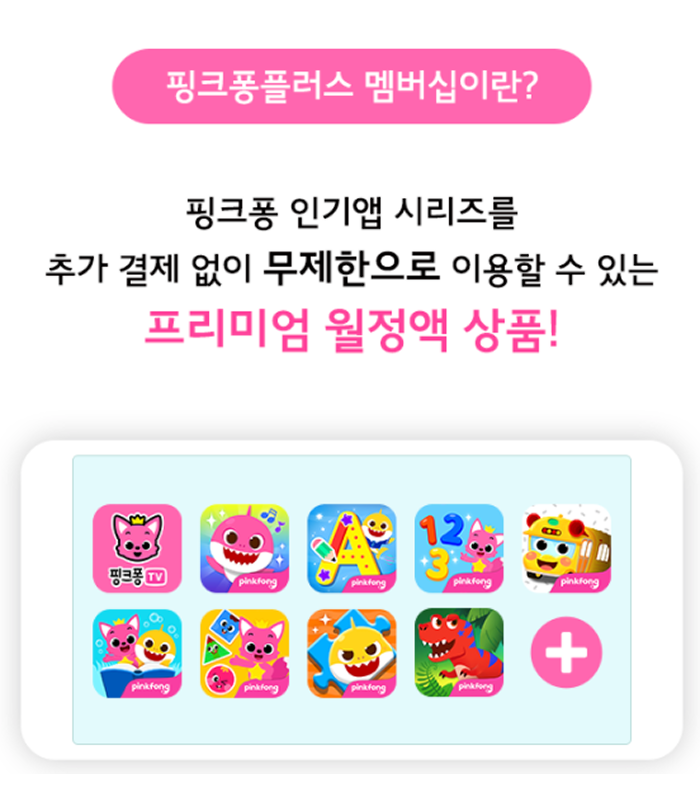 핑크퐁플러스 멤버십이란?
핑크퐁 인기앱 시리즈를
추가 결제 없이 무제한으로 이용할 수 있는
프리미엄 월정액 상품!
핑크퐁 TV
pinkfong
A
pinkfong
1 2 3
pinkfong
pinkfong
pinkfong
pinkfong
pinkfong
pinkfong